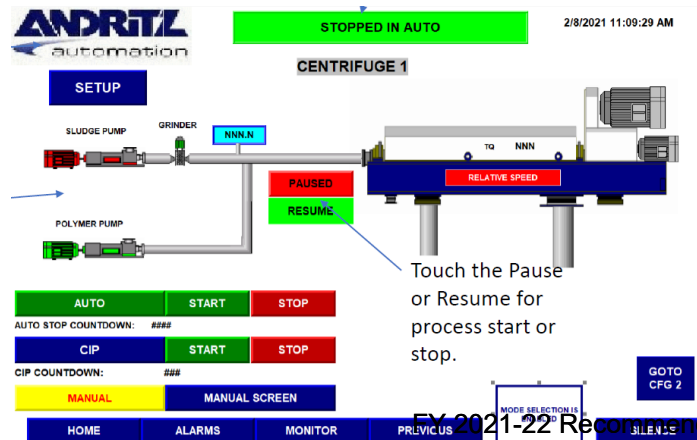 ANDRITZ
automation
STOPPED IN AUTO
2/8/2021 11:09:29 AM
CENTRIFUGE 1
SETUP
SLUDGE PUMP
GRINDER
NNN.N
TQ NNN
RELATIVE SPEED
PAUSED
RESUME
POLYMER PUMP
Touch the Pause
or Resume for
process start or
stop.
AUTO START STOP
AUTO STOP COUNTDOWN: ####
CIP START STOP
CIP COUNTDOWN: ###
MANUAL MANUAL SCREEN
GOTO
CFG 2
MODE SELECTION IS
ENABLED
FY 2021-22 Recommen
HOME ALARMS MONITOR PREVIOUS SILENCE